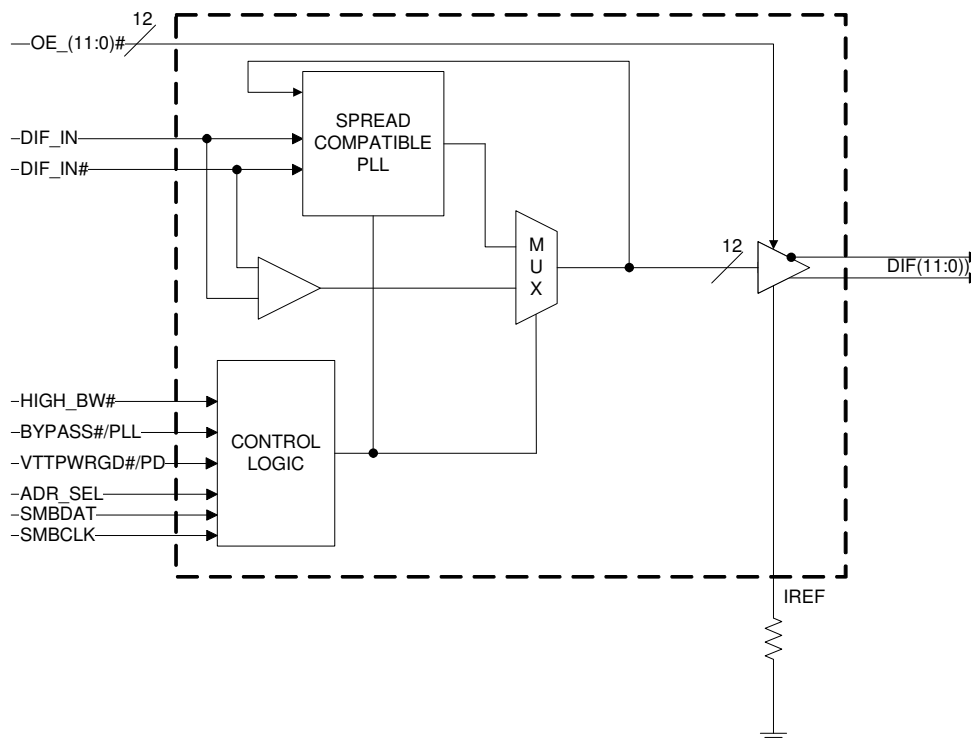 12
OE_(11:0)#
DIF_IN
DIF_IN#
SPREAD
COMPATIBLE
PLL
M
U
X
12
DIF(11:0))
HIGH_BW#
BYPASS#/PLL
VTTPWRGD#/PD
ADR_SEL
SMBDAT
SMBCLK
CONTROL
LOGIC
IREF